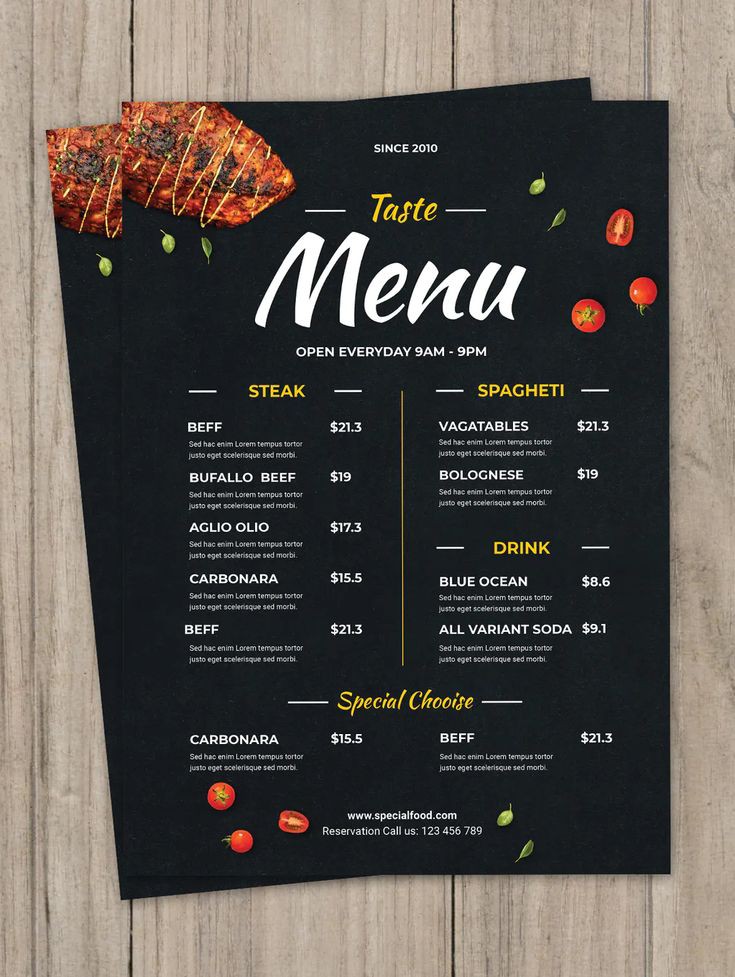 SINCE 2010
Taste
Menu
OPEN EVERYDAY 9AM - 9PM
STEAK
BEFF $21.3
Sed hac enim Lorem tempus tortor
justo eget scelerisque sed morbi.
BUFALLO BEEF $19
Sed hac enim Lorem tempus tortor
justo eget scelerisque sed morbi.
AGLIO OLIO $17.3
Sed hac enim Lorem tempus tortor
justo eget scelerisque sed morbi.
CARBONARA $15.5
Sed hac enim Lorem tempus tortor
justo eget scelerisque sed morbi.
BEFF $21.3
Sed hac enim Lorem tempus tortor
justo eget scelerisque sed morbi.
SPAGHETI
VAGATABLES $21.3
Sed hac enim Lorem tempus tortor
justo eget scelerisque sed morbi.
BOLOGNESE $19
Sed hac enim Lorem tempus tortor
justo eget scelerisque sed morbi.
DRINK
BLUE OCEAN $8.6
Sed hac enim Lorem tempus tortor
justo eget scelerisque sed morbi.
ALL VARIANT SODA $9.1
Sed hac enim Lorem tempus tortor
justo eget scelerisque sed morbi.
Special Chooise
CARBONARA $15.5
Sed hac enim Lorem tempus tortor
justo eget scelerisque sed morbi.
BEFF $21.3
Sed hac enim Lorem tempus tortor
justo eget scelerisque sed morbi.
www.specialfood.com
Reservation Call us: 123 456 789